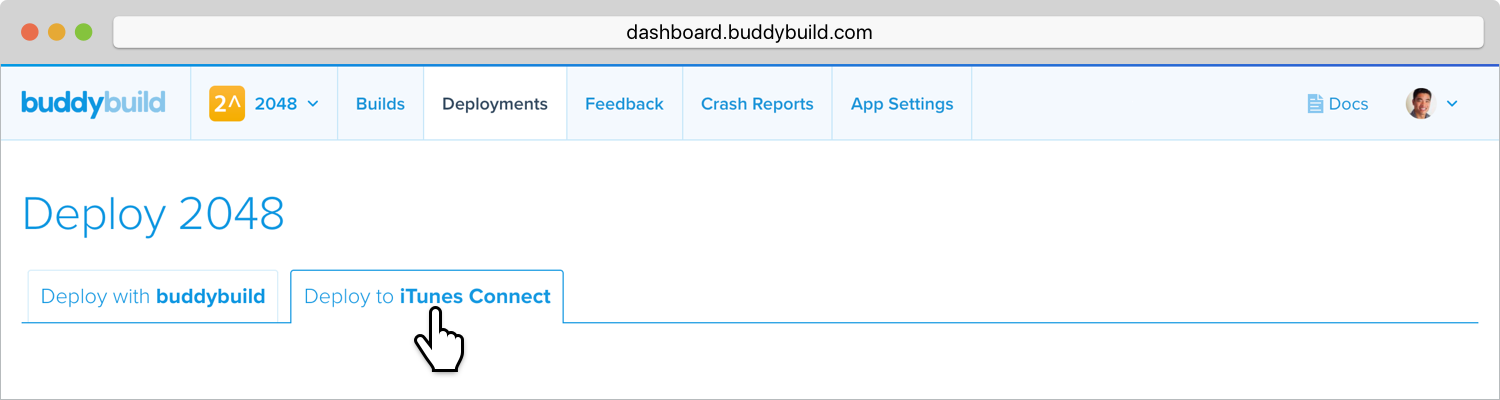 dashboard.buddybuild.com
buddybuild 2^ 2048 Builds Deployments Feedback Crash Reports App Settings Docs
Deploy 2048
Deploy with buddybuild Deploy to iTunes Connect